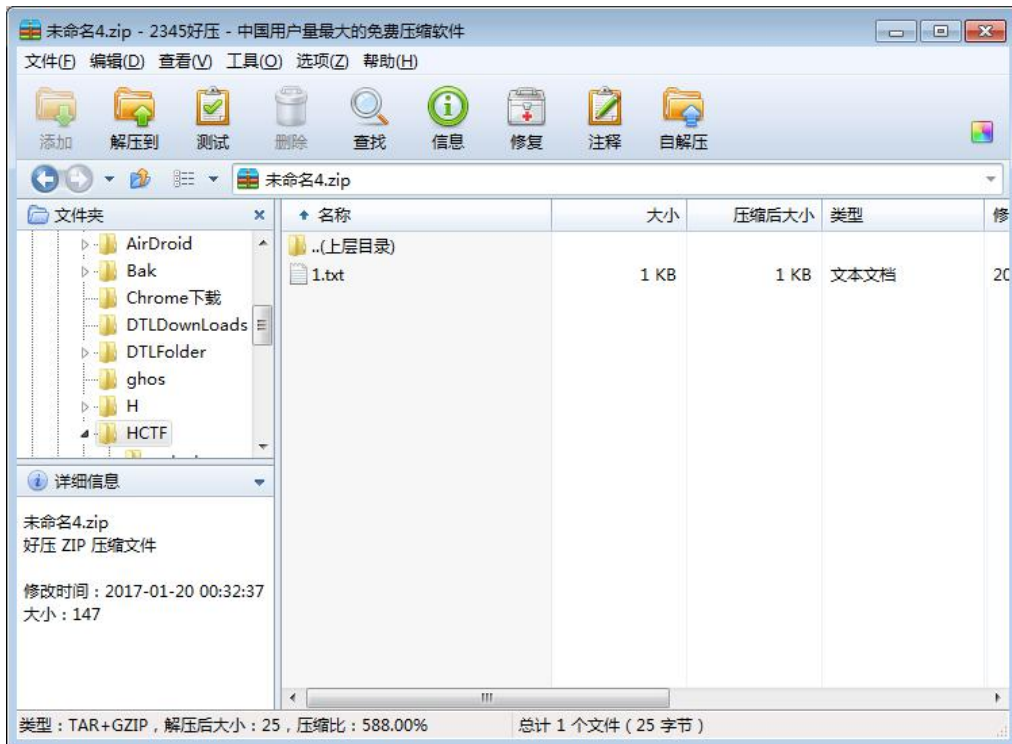 未命名4.zip - 2345好压 - 中国用户量最大的免费压缩软件
文件(F) 编辑(D) 查看(V) 工具(O) 选项(Z) 帮助(H)
添加 解压到 测试 删除 查找 信息 修复 注释 自解压
未命名4.zip
文件夹
名称 大小 压缩后大小 类型 修
AirDroid
Bak
Chrome下载
DTLDownLoads
DTLFolder
ghos
H
HCTF
..(上层目录)
1.txt 1 KB 1 KB 文本文档 20
详细信息
未命名4.zip
好压 ZIP 压缩文件
修改时间：2017-01-20 00:32:37
大小：147
类型：TAR+GZIP，解压后大小：25，压缩比：588.00% 总计 1 个文件（25 字节）